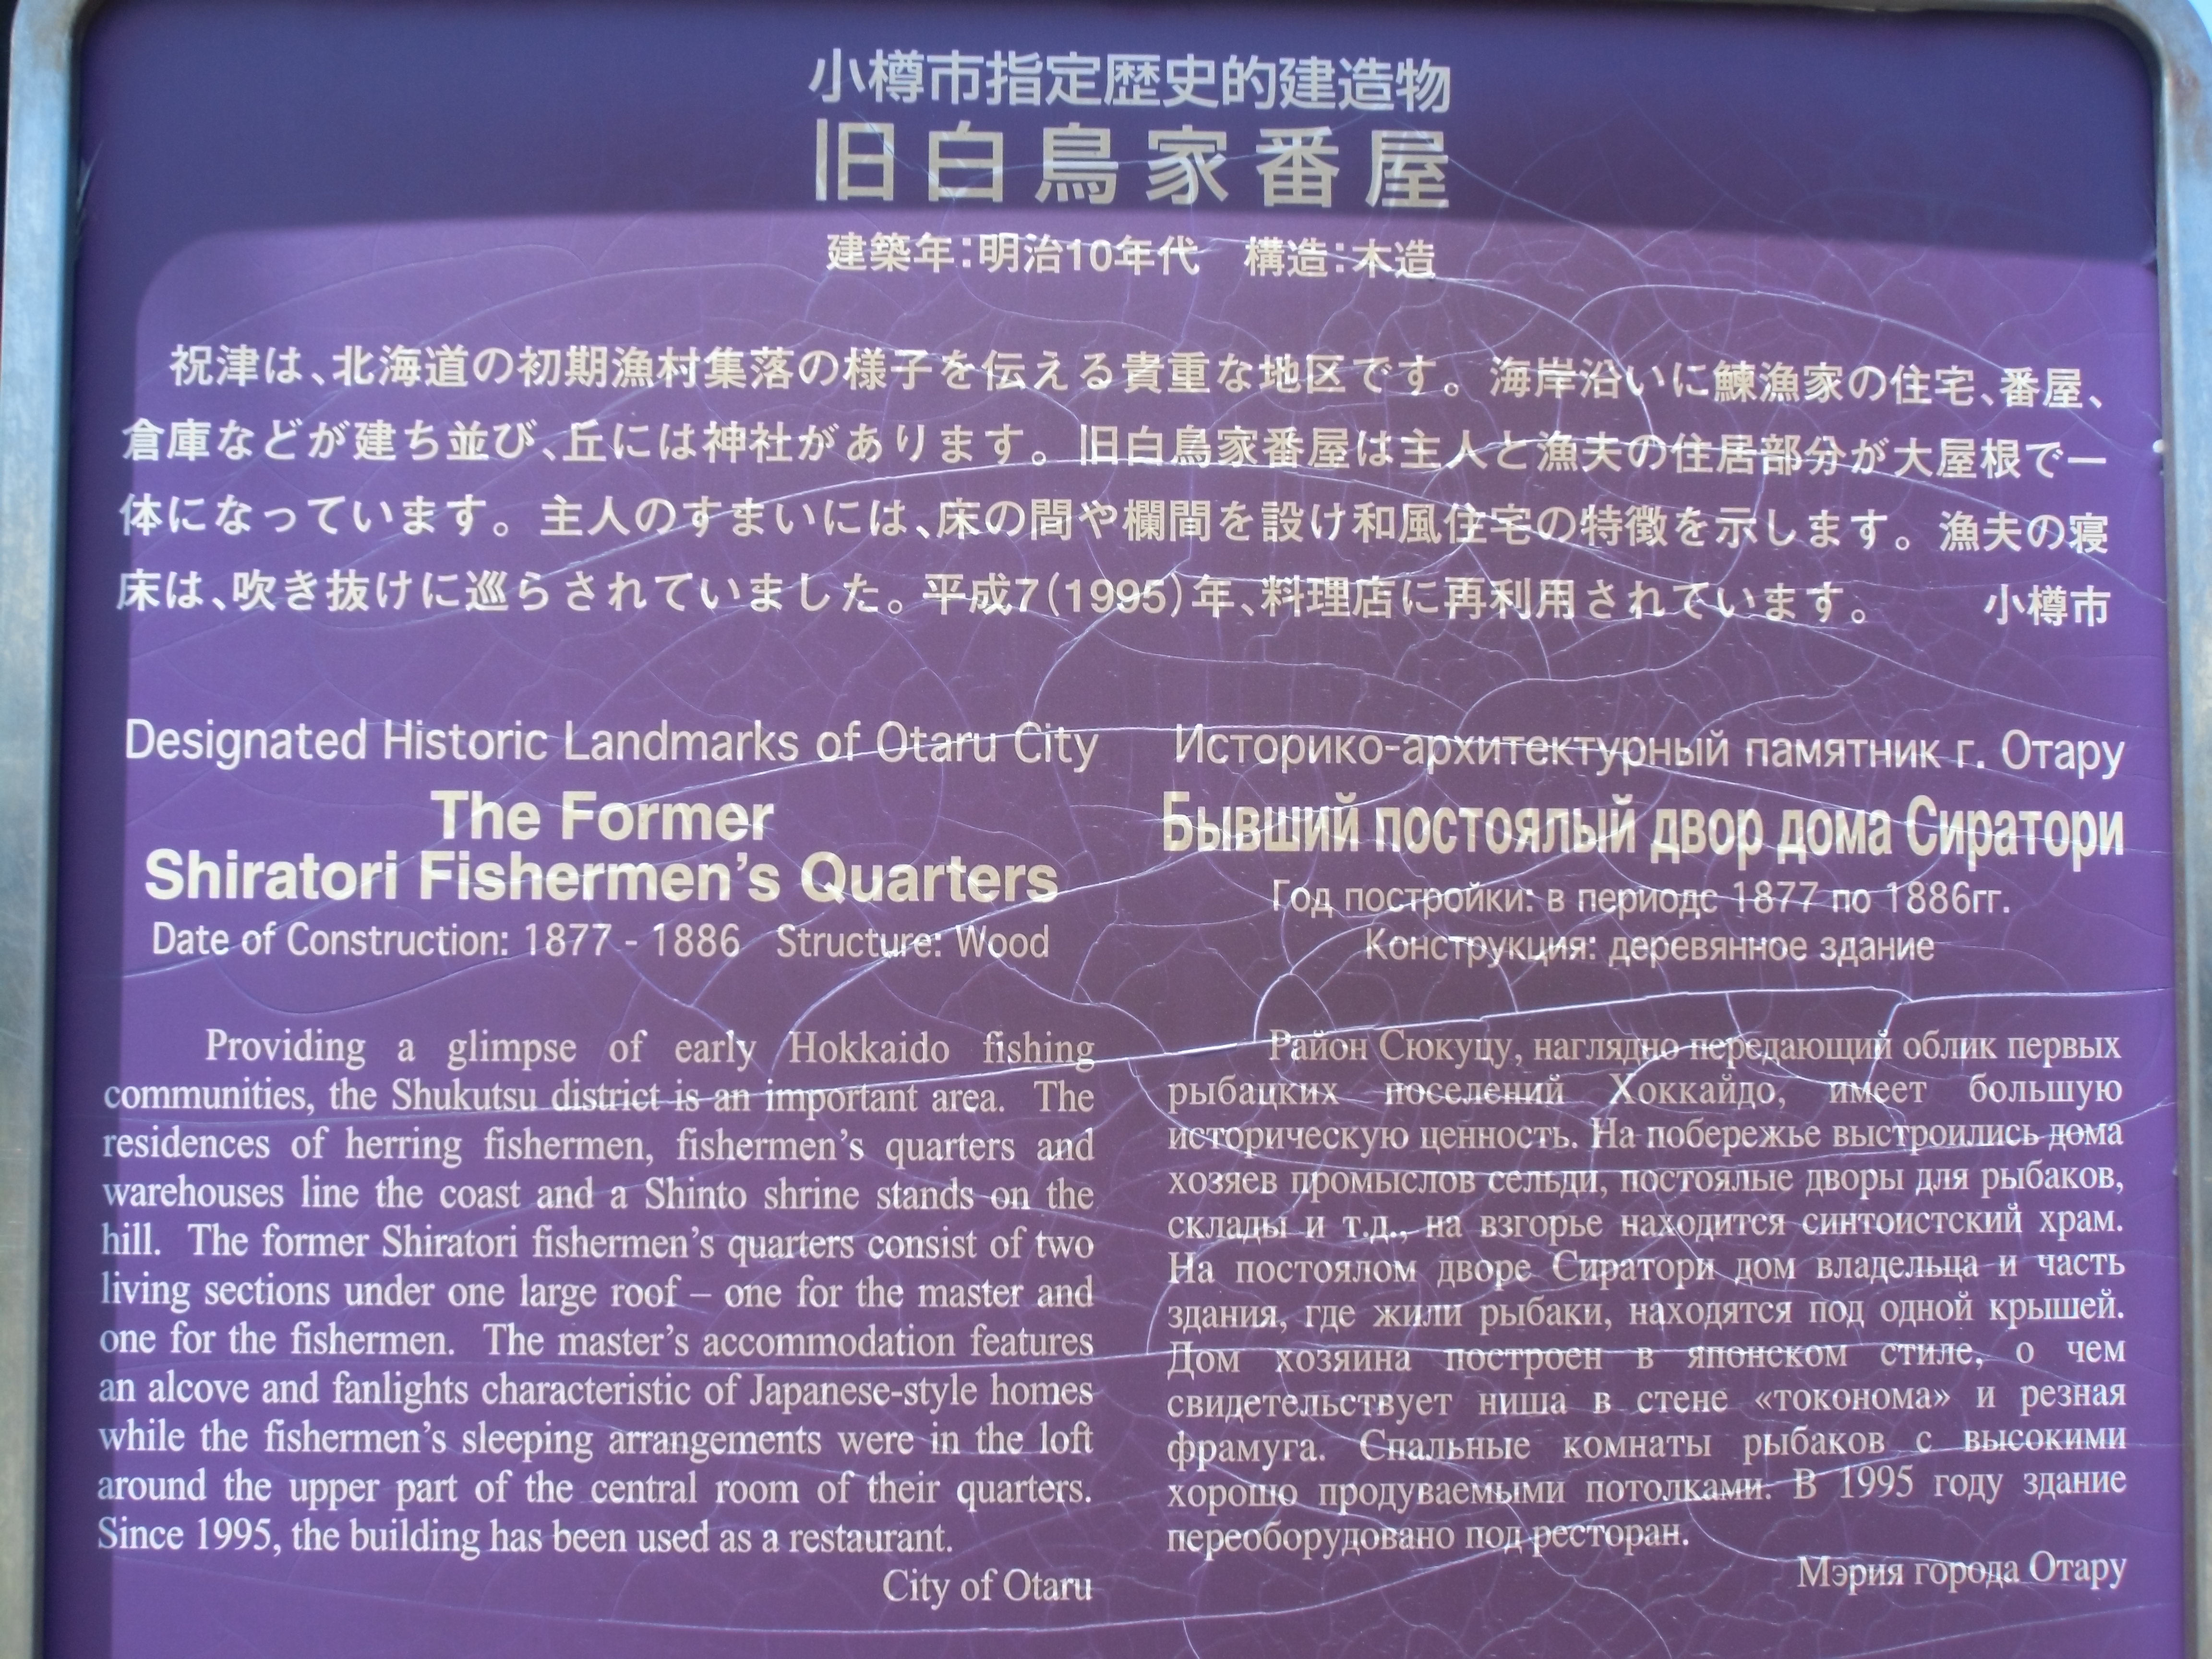 小樽市指定歴史的建造物
旧白鳥家番屋
建築年:明治10年代　構造:木造
祝津は、北海道の初期漁村集落の様子を伝える貴重な地区です。海岸沿いに鰊漁家の住宅、番屋、
倉庫などが建ち並び、丘には神社があります。旧白鳥家番屋は主人と漁夫の住居部分が大屋根で一
体になっています。主人のすまいには、床の間や欄間を設け和風住宅の特徴を示します。漁夫の寝
床は、吹き抜けに巡らされていました。平成7(1995)年、料理店に再利用されています。　小樽市
Designated Historic Landmarks of Otaru City
The Former
Shiratori Fishermen's Quarters
Date of Construction: 1877 - 1886 Structure: Wood
Providing a glimpse of early Hokkaido fishing
communities, the Shukutsu district is an important area. The
residences of herring fishermen, fishermen's quarters and
warehouses line the coast and a Shinto shrine stands on the
hill. The former Shiratori fishermen's quarters consist of two
living sections under one large roof – one for the master and
one for the fishermen. The master's accommodation features
an alcove and fanlights characteristic of Japanese-style homes
while the fishermen's sleeping arrangements were in the loft
around the upper part of the central room of their quarters.
Since 1995, the building has been used as a restaurant.
City of Otaru
Историко-архитектурный памятник г. Отару
Бывший постоялый двор дома Сиратори
Год постройки: в периодс 1877 по 1886гг.
Конструкция: деревянное здание
Район Сюкуцу, наглядно передающий облик первых
рыбацких поселений Хоккайдо, имеет большую
историческую ценность. На побережье выстроились дома
хозяев промыслов сельди, постоялые дворы для рыбаков,
склады и т.д., на взгорье находится синтоистский храм.
На постоялом дворе Сиратори дом владельца и часть
здания, где жили рыбаки, находятся под одной крышей.
Дом хозяина построен в японском стиле, о чем
свидетельствует ниша в стене «токонома» и резная
фрамуга. Спальные комнаты рыбаков с высокими
хорошо продуваемыми потолками. В 1995 году здание
переоборудовано под ресторан.
Мэрия города Отару